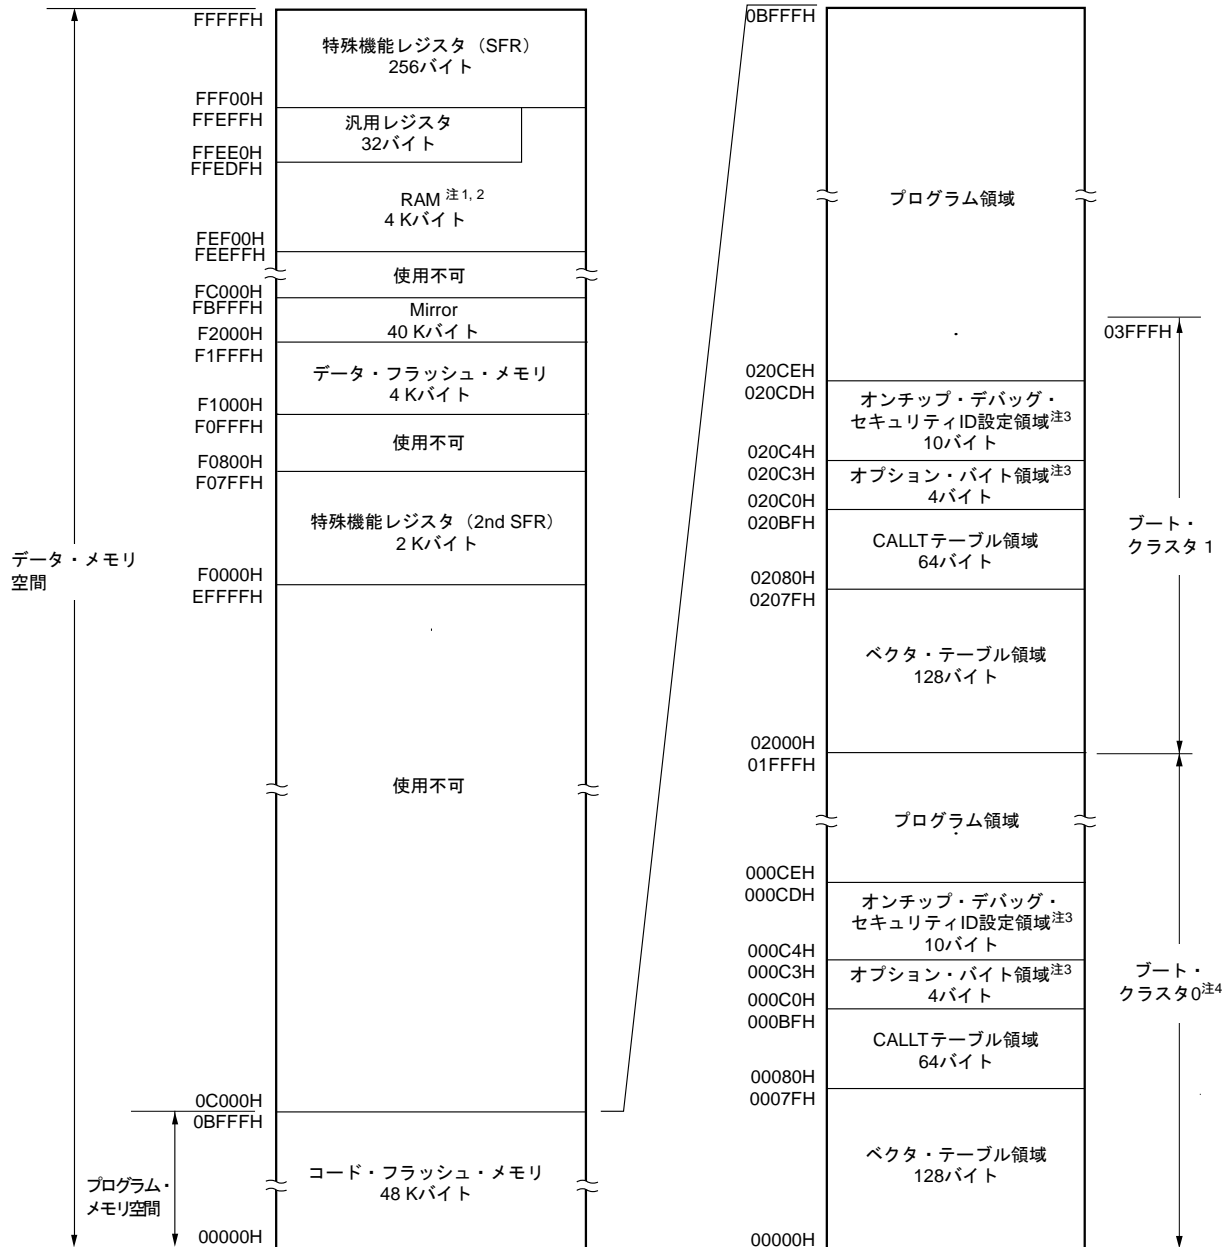 FFFFFH
特殊機能レジスタ（SFR）
256バイト
FFF00H
FFEFFH
汎用レジスタ
32バイト
FFEE0H
FFEDFH
RAM 注1, 2
4 Kバイト
FEF00H
FEEFFH
使用不可
FC000H
FBFFFH
Mirror
40 Kバイト
F2000H
F1FFFH
データ・フラッシュ・メモリ
4 Kバイト
F1000H
F0FFFH
使用不可
F0800H
F07FFH
特殊機能レジスタ（2nd SFR）
2 Kバイト
データ・メモリ
空間
F0000H
EFFFFH
使用不可
0C000H
0BFFFH
コード・フラッシュ・メモリ
48 Kバイト
プログラム・
メモリ空間
00000H
0BFFFH
プログラム領域
03FFFH
020CEH
020CDH
オンチップ・デバッグ・
セキュリティID設定領域注3
10バイト
020C4H
020C3H
オプション・バイト領域注3
4バイト
020C0H
020BFH
CALLTテーブル領域
64バイト
ブート・
クラスタ 1
02080H
0207FH
ベクタ・テーブル領域
128バイト
02000H
01FFFH
プログラム領域
000CEH
000CDH
オンチップ・デバッグ・
セキュリティID設定領域注3
10バイト
000C4H
000C3H
オプション・バイト領域注3
4バイト
ブート・
クラスタ0注4
000C0H
000BFH
CALLTテーブル領域
64バイト
00080H
0007FH
ベクタ・テーブル領域
128バイト
00000H